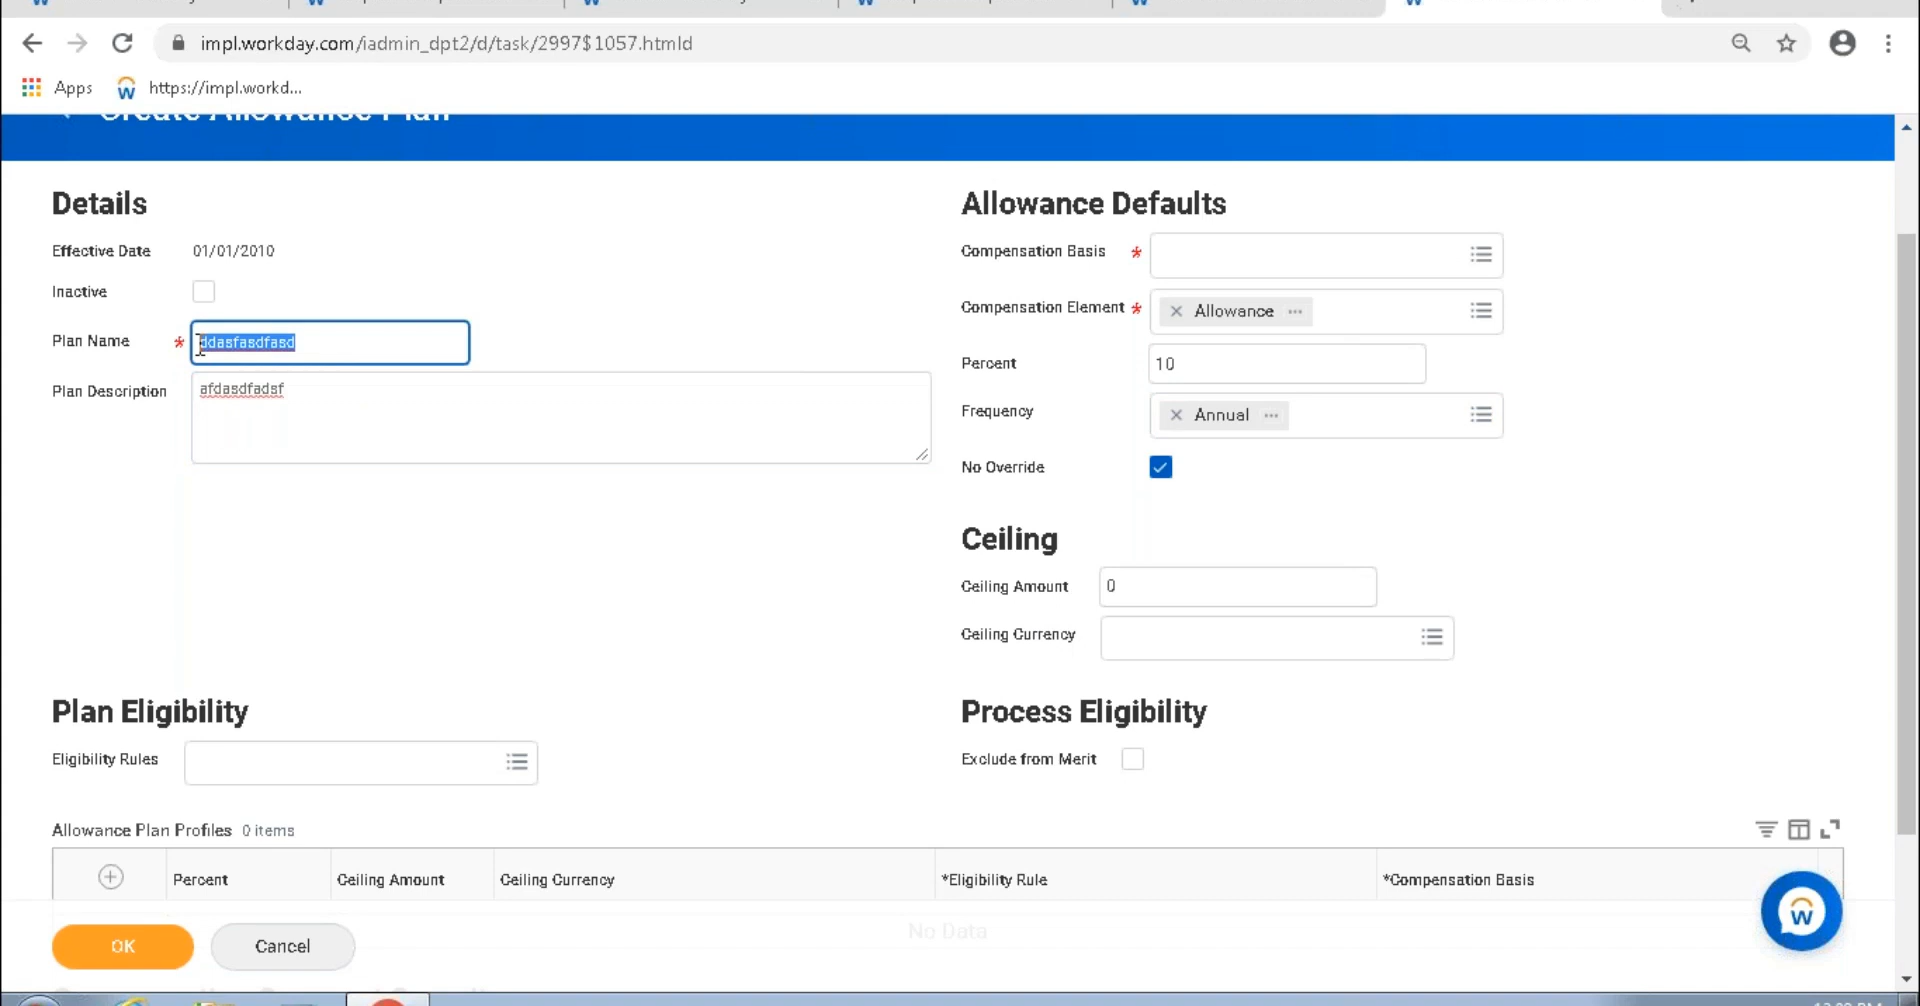 impl.workday.com/iadmin_dpt2/d/task/2997$1057.htmld
Apps
https://impl.workd...
Create Allowance Plan
Details
Effective Date 01/01/2010
Inactive
Plan Name * ddasfasdfasd
Plan Description afdasdfadsf
Allowance Defaults
Compensation Basis *
Compensation Element * Allowance
Percent 10
Frequency Annual
No Override
Ceiling
Ceiling Amount 0
Ceiling Currency
Plan Eligibility
Eligibility Rules
Process Eligibility
Exclude from Merit
Allowance Plan Profiles 0 items
Percent Ceiling Amount Ceiling Currency *Eligibility Rule *Compensation Basis
No Data
OK Cancel